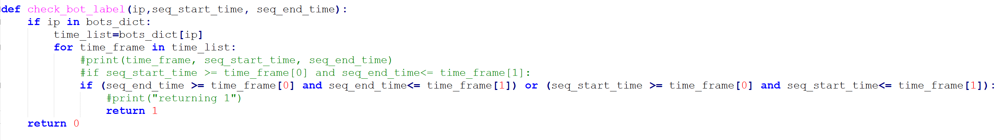 def check_bot_label(ip,seq_start_time, seq_end_time):
    if ip in bots_dict:
        time_list=bots_dict[ip]
        for time_frame in time_list:
            #print(time_frame, seq_start_time, seq_end_time)
            #if seq_start_time >= time_frame[0] and seq_end_time<= time_frame[1]:
            if (seq_end_time >= time_frame[0] and seq_end_time<= time_frame[1]) or (seq_start_time >= time_frame[0] and seq_start_time<= time_frame[1]):
                #print("returning 1")
                return 1
    return 0